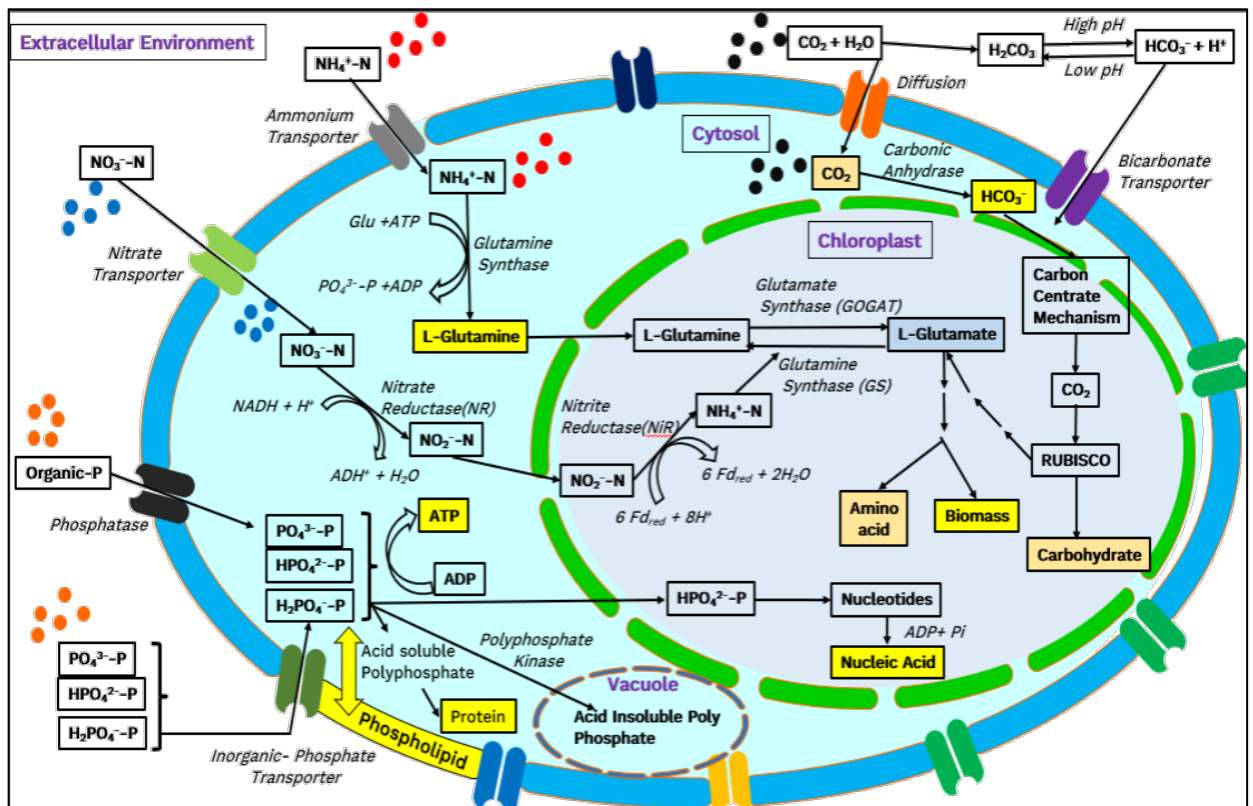 Extracellular Environment
NH₄⁺–N
CO₂ + H₂O
H₂CO₃
High pH
Low pH
HCO₃⁻ + H⁺
Diffusion
Ammonium
Transporter
Cytosol
NO₃⁻–N
NH₄⁺–N
CO₂
Carbonic
Anhydrase
HCO₃⁻
Bicarbonate
Transporter
Glu +ATP
Glutamine
Synthase
PO₄³⁻–P +ADP
Nitrate
Transporter
Chloroplast
Carbon
Centrate
Mechanism
Glutamate
Synthase (GOGAT)
L-Glutamine
L-Glutamine
L-Glutamate
NO₃⁻–N
Glutamine
Synthase (GS)
CO₂
NADH + H⁺
Nitrate
Reductase(NR)
NO₂⁻–N
Nitrite
Reductase(NiR)
NH₄⁺–N
RUBISCO
Organic-P
ADH⁺ + H₂O
NO₂⁻–N
6 Fd_red + 2H₂O
6 Fd_red + 8H⁺
Phosphatase
ATP
Amino
acid
Biomass
PO₄³⁻–P
HPO₄²⁻–P
H₂PO₄⁻–P
ADP
Carbohydrate
HPO₄²⁻–P
Nucleotides
ADP+ Pi
Nucleic Acid
Acid soluble
Polyphosphate
Polyphosphate
Kinase
PO₄³⁻–P
HPO₄²⁻–P
H₂PO₄⁻–P
Phospholipid
Protein
Vacuole
Acid Insoluble Poly
Phosphate
Inorganic- Phosphate
Transporter